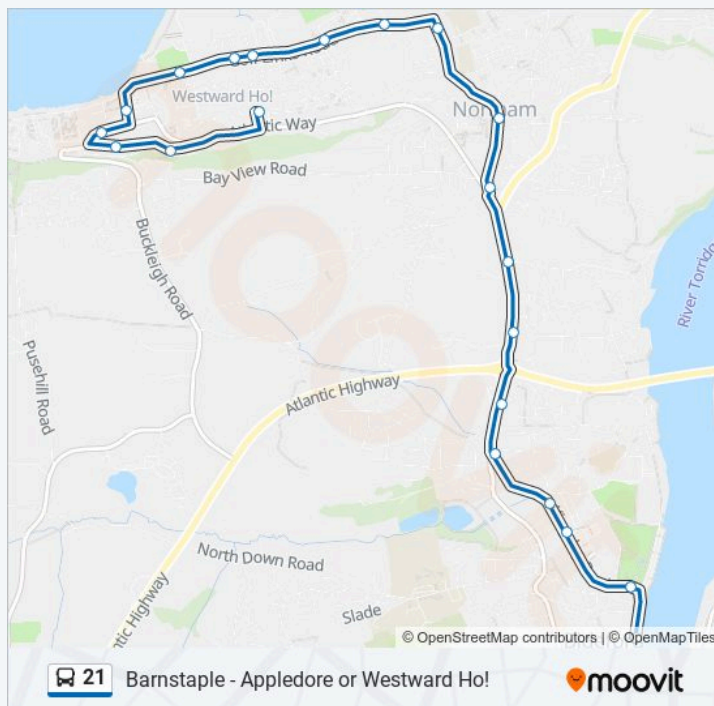 Westward Ho!
Northam
Atlantic Way
Bay View Road
Buckleigh Road
River Torridge
Pusehill Road
Atlantic Highway
North Down Road
Atlantic Highway
Slade
© OpenStreetMap contributors | © OpenMapTiles
21 Barnstaple - Appledore or Westward Ho!
moovit